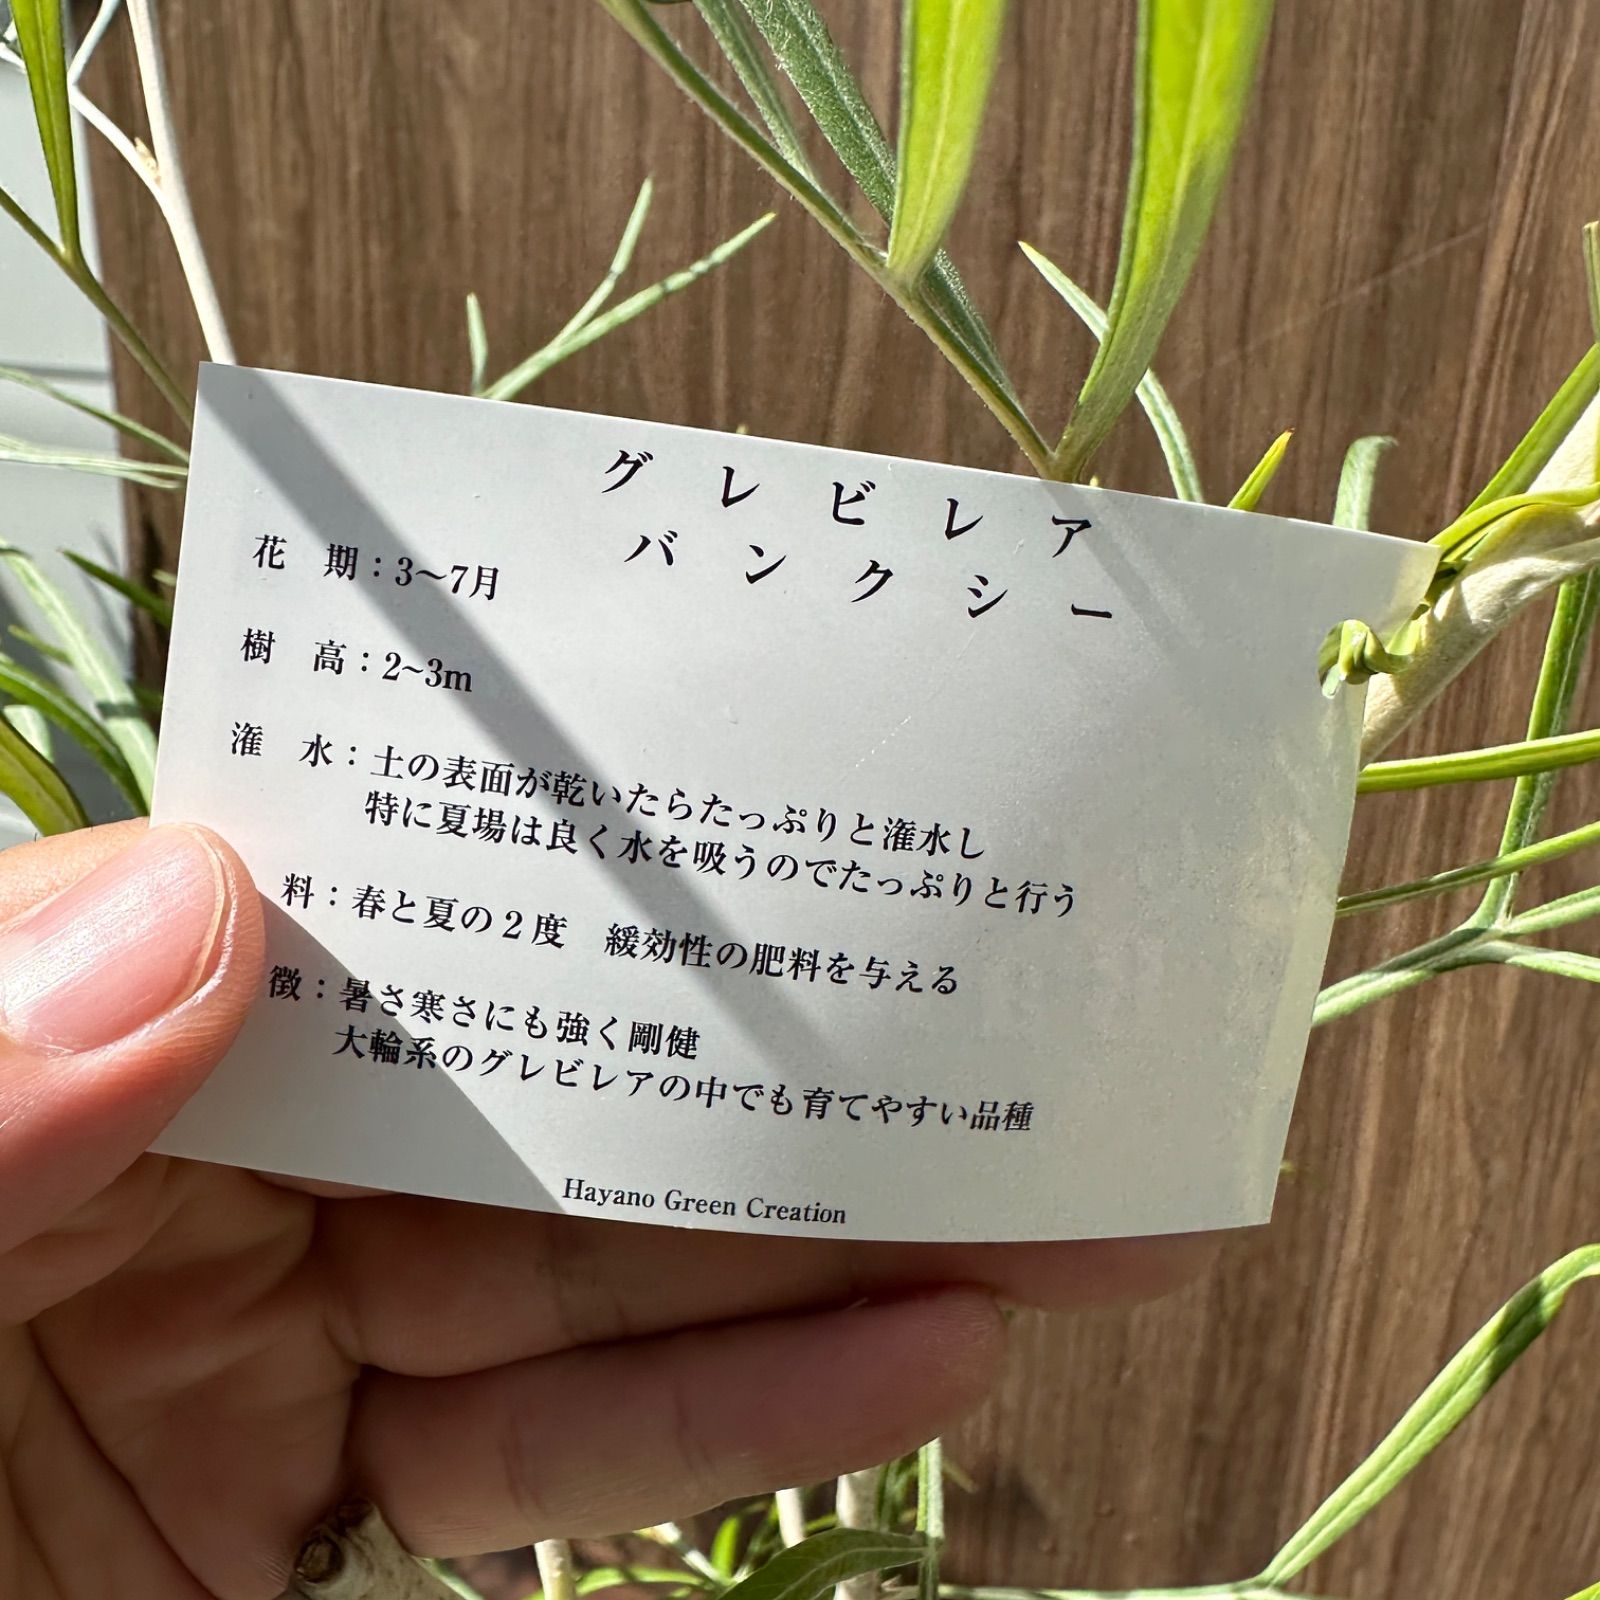 グレビレア
バンクシー
花 期：3〜7月
樹 高：2~3m
潅 水：土の表面が乾いたらたっぷりと潅水し
特に夏場は良く水を吸うのでたっぷりと行う
料：春と夏の２度 緩効性の肥料を与える
徴：暑さ寒さにも強く剛健
大輪系のグレビレアの中でも育てやすい品種
Hayano Green Creation